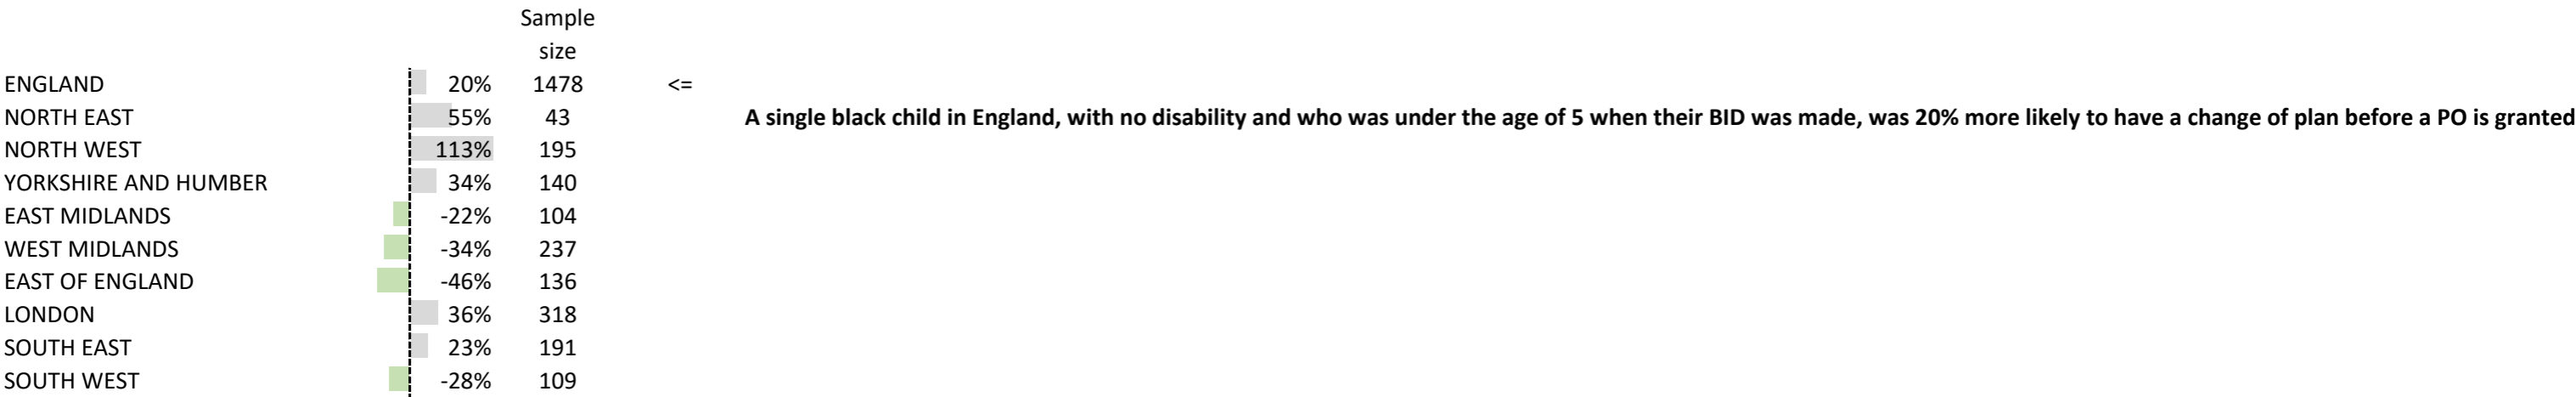 Sample
size
ENGLAND 20% 1478 <=
NORTH EAST 55% 43 A single black child in England, with no disability and who was under the age of 5 when their BID was made, was 20% more likely to have a change of plan before a PO is granted
NORTH WEST 113% 195
YORKSHIRE AND HUMBER 34% 140
EAST MIDLANDS -22% 104
WEST MIDLANDS -34% 237
EAST OF ENGLAND -46% 136
LONDON 36% 318
SOUTH EAST 23% 191
SOUTH WEST -28% 109